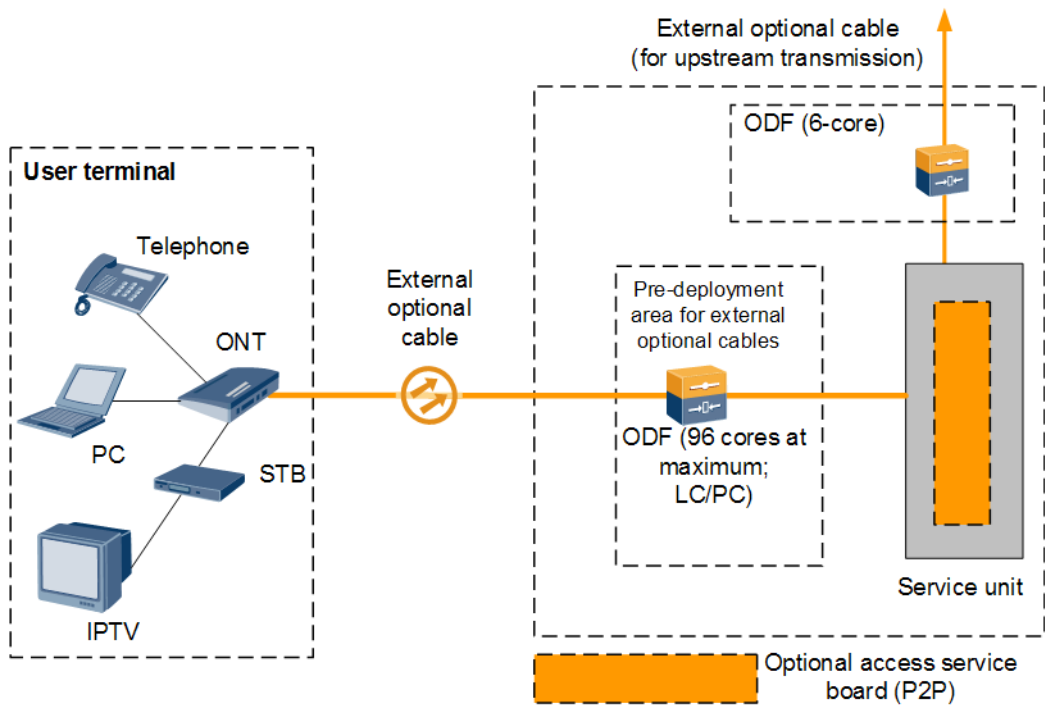 External optional cable
(for upstream transmission)
ODF (6-core)
User terminal
Telephone
ONT
PC
STB
IPTV
External
optional
cable
Pre-deployment
area for external
optional cables
ODF (96 cores at
maximum;
LC/PC)
Service unit
Optional access service
board (P2P)